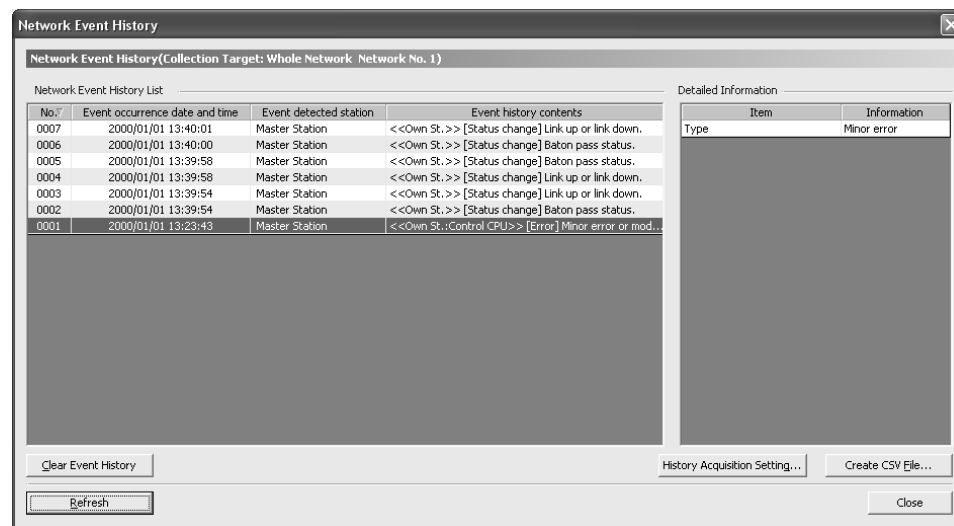 Network Event History
Network Event History(Collection Target: Whole Network Network No. 1)
Network Event History List
No. Event occurrence date and time Event detected station Event history contents
0007 2000/01/01 13:40:01 Master Station <<Own St.>> [Status change] Link up or link down.
0006 2000/01/01 13:40:00 Master Station <<Own St.>> [Status change] Baton pass status.
0005 2000/01/01 13:39:58 Master Station <<Own St.>> [Status change] Link up or link down.
0004 2000/01/01 13:39:58 Master Station <<Own St.>> [Status change] Link up or link down.
0003 2000/01/01 13:39:54 Master Station <<Own St.>> [Status change] Link up or link down.
0002 2000/01/01 13:39:54 Master Station <<Own St.>> [Status change] Baton pass status.
0001 2000/01/01 13:23:43 Master Station <<Own St.:Control CPU>> [Error] Minor error or mod...
Detailed Information
Item Information
Type Minor error
Clear Event History
History Acquisition Setting...
Create CSV File...
Refresh
Close